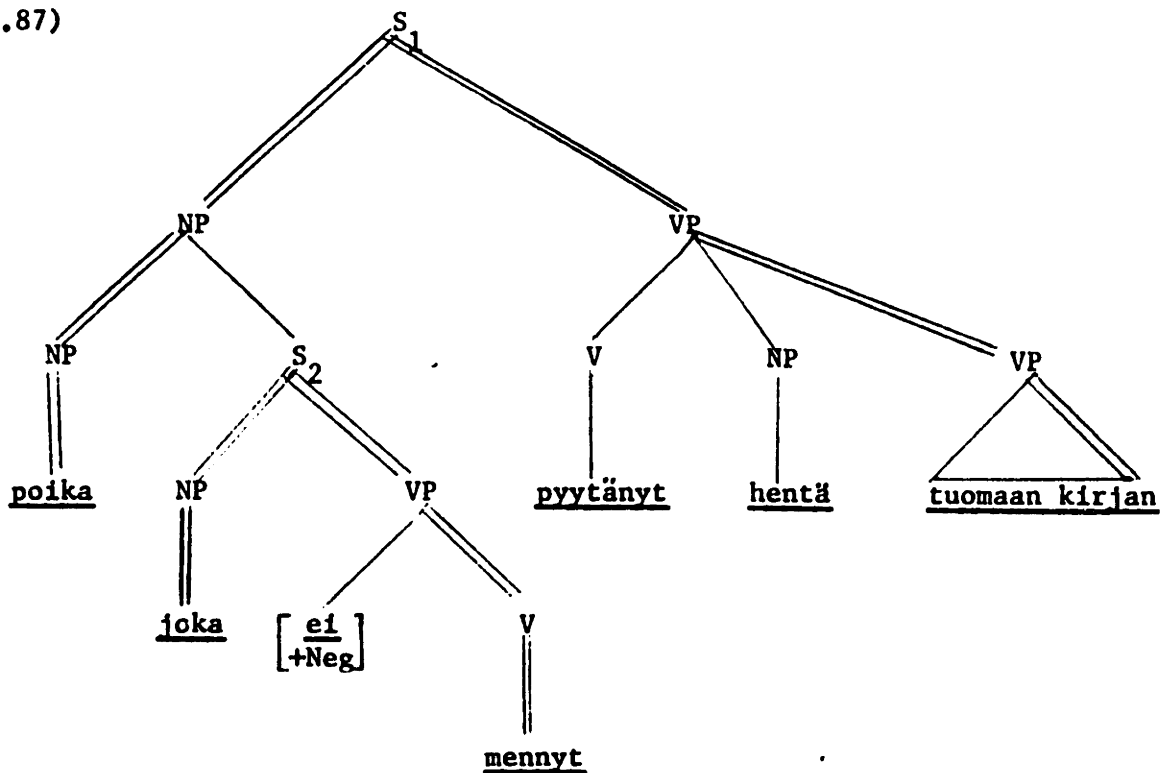 .87)
S1
NP VP
NP S2 V NP VP
poika NP VP pyytänyt hentä tuomaan kirjan
joka [ei +Neg] V
mennyt